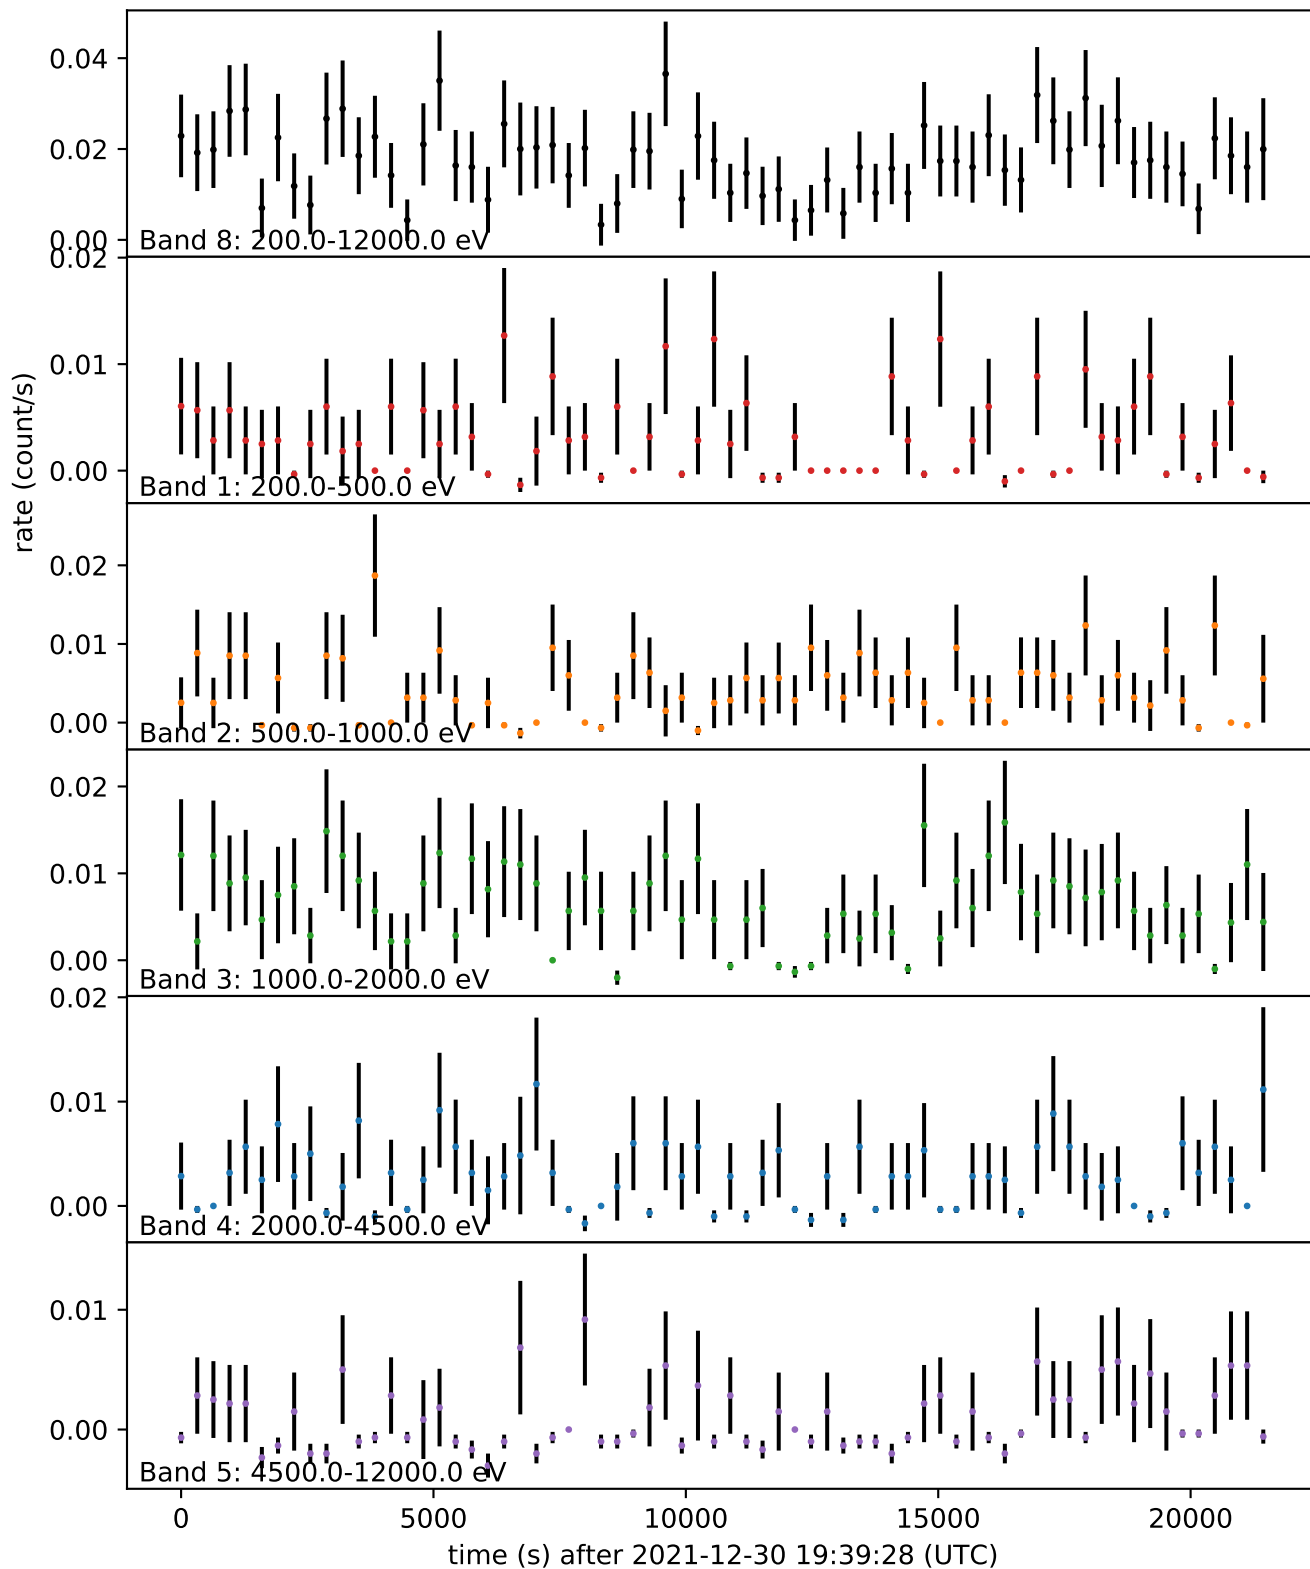 0.04
0.02
0.00
Band 8: 200.0-12000.0 eV
0.02
0.01
0.00
Band 1: 200.0-500.0 eV
rate (count/s)
0.02
0.01
0.00
Band 2: 500.0-1000.0 eV
0.02
0.01
0.00
Band 3: 1000.0-2000.0 eV
0.02
0.01
0.00
Band 4: 2000.0-4500.0 eV
0.01
0.00
Band 5: 4500.0-12000.0 eV
0 5000 10000 15000 20000
time (s) after 2021-12-30 19:39:28 (UTC)